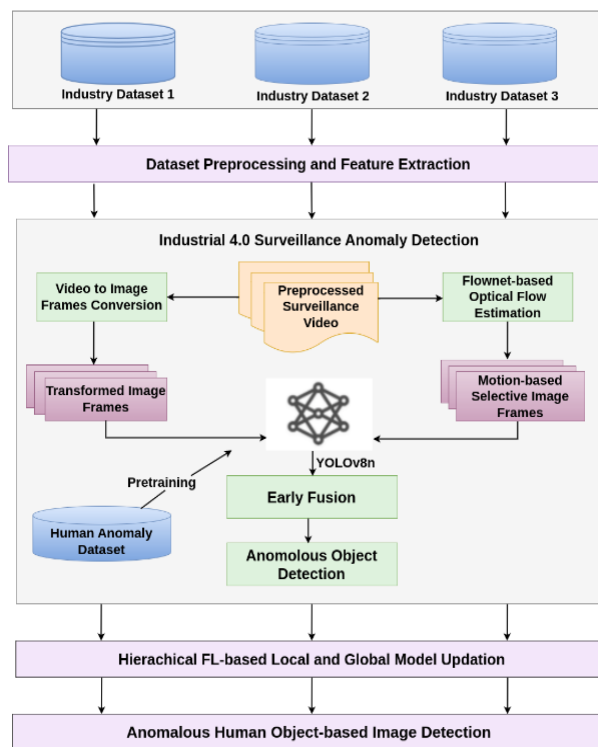 Industry Dataset 1
Industry Dataset 2
Industry Dataset 3
Dataset Preprocessing and Feature Extraction
Industrial 4.0 Surveillance Anomaly Detection
Video to Image
Frames Conversion
Preprocessed
Surveillance
Video
Flownet-based
Optical Flow
Estimation
Transformed Image
Frames
Motion-based
Selective Image
Frames
YOLOv8n
Pretraining
Early Fusion
Human Anomaly
Dataset
Anomolous Object
Detection
Hierachical FL-based Local and Global Model Updation
Anomalous Human Object-based Image Detection